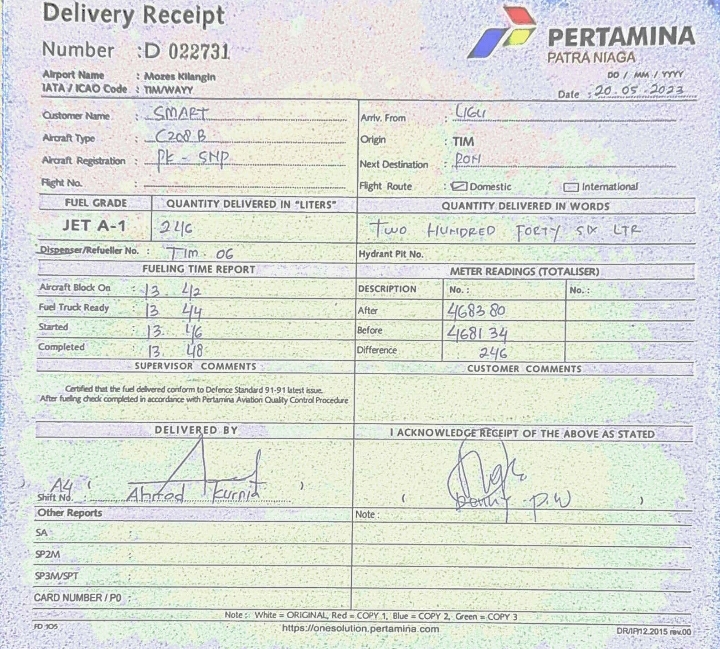 Delivery Receipt
PERTAMINA
PATRA NIAGA
Number : D 022731
Airport Name : Mozes Kilangin
IATA / ICAO Code : TIM/WAYY
DD / MM / YYYY
Date : 20.05.2023
Customer Name : SMART
Arriv. From
Aircraft Type : C208 B
Origin : TIM
Aircraft Registration : PK - SNP
Next Destination :
Flight No. :
Flight Route : Domestic International
FUEL GRADE QUANTITY DELIVERED IN "LITERS" QUANTITY DELIVERED IN WORDS
JET A-1 246 TWO HUNDRED FORTY SIX LTR
Dispenser/Refueller No. : TIM. 06 Hydrant Pit No.
FUELING TIME REPORT METER READINGS (TOTALISER)
Aircraft Block On : 13. 42 DESCRIPTION No. : No. :
Fuel Truck Ready : 13 44 After 468380
Started : 13. 46 Before 468134
Completed : 13. 48 Difference 246
SUPERVISOR COMMENTS CUSTOMER COMMENTS
Certified that the fuel delivered conform to Defence Standard 91-91 latest issue.
After fueling check completed in accordance with Pertamina Aviation Quality Control Procedure
DELIVERED BY I ACKNOWLEDGE RECEIPT OF THE ABOVE AS STATED
Shift No. : A4 ( Ahmad Kurnia ) ( Denny P.W )
Other Reports Note :
SA :
SP2M :
SP3M/SPT :
CARD NUMBER / PO :
Note : White = ORIGINAL, Red = COPY 1, Blue = COPY 2, Green = COPY 3
FD 105 https://onesolution.pertamina.com DR/IP/12.2015 rev.00